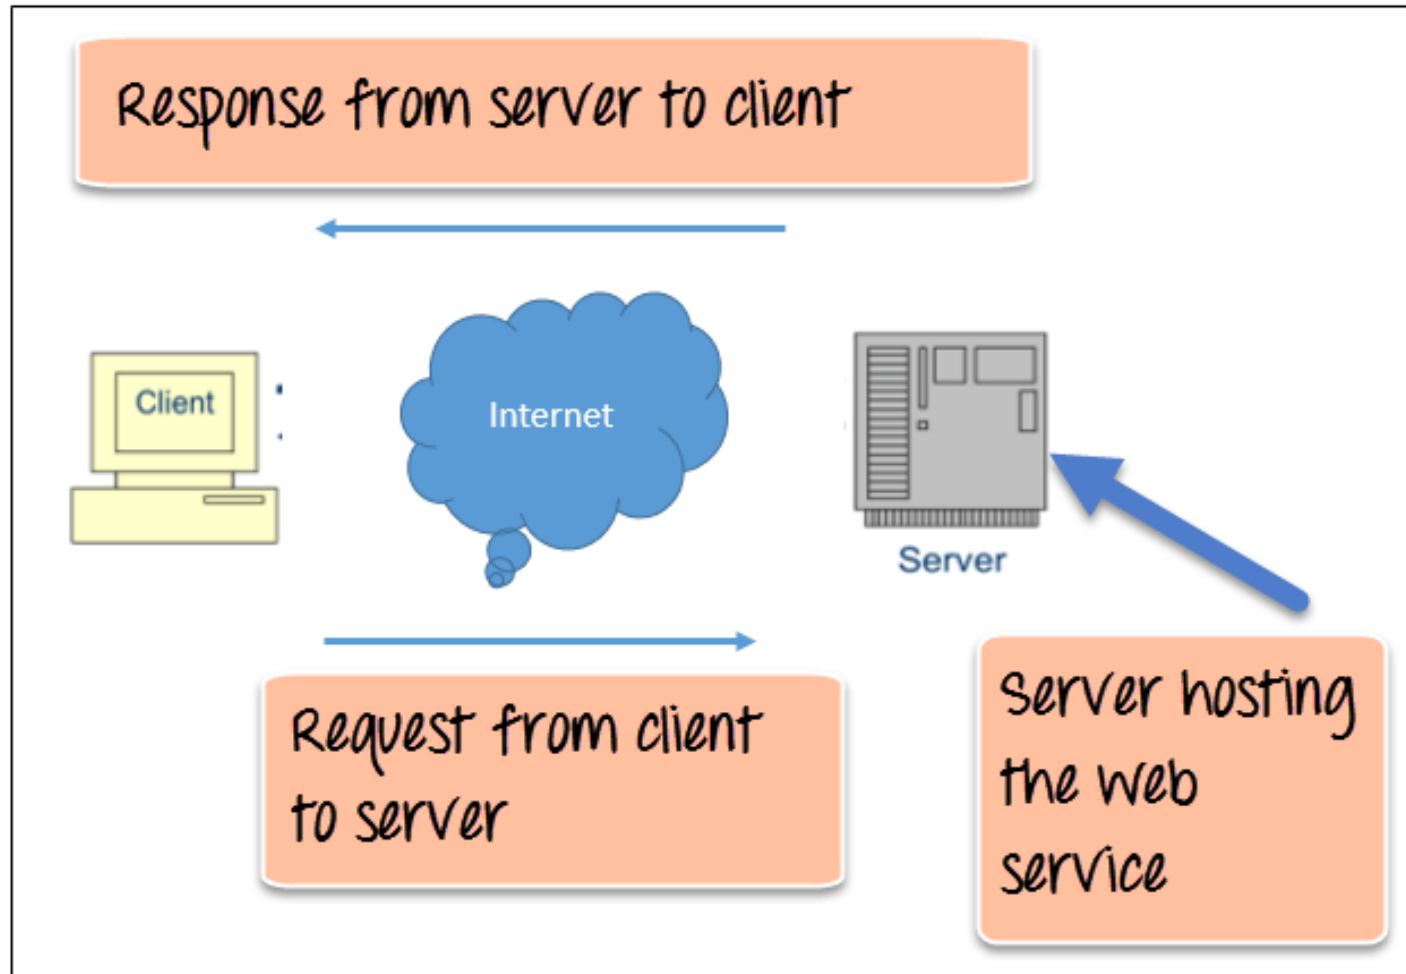 Response from server to client
Client
Internet
Server
Request from client
to server
Server hosting
the web
service